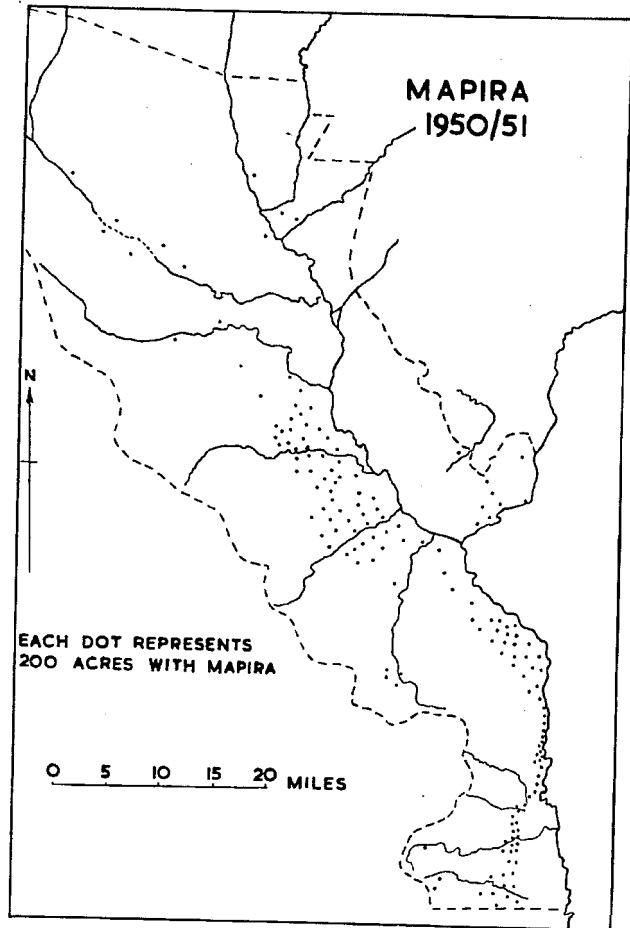 MAPIRA
1950/51
N
EACH DOT REPRESENTS
200 ACRES WITH MAPIRA
0 5 10 15 20 MILES